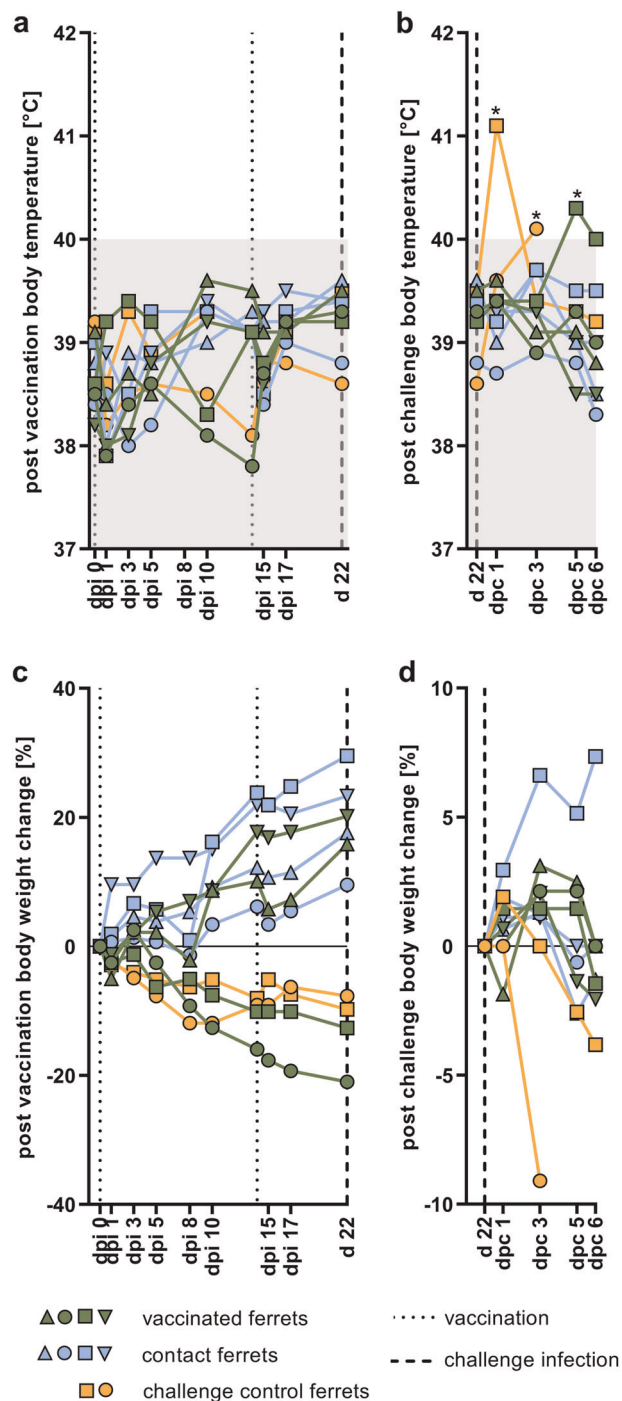 a
b
post vaccination body temperature [°C]
42
41
40
39
38
37
dpi 0
dpi 1
dpi 3
dpi 5
dpi 8
dpi 10
dpi 15
dpi 17
d 22
post challenge body temperature [°C]
42
41
40
39
38
37
*
*
*
d 22
dpc 1
dpc 3
dpc 5
dpc 6
c
d
post vaccination body weight change [%]
40
20
0
-20
-40
dpi 0
dpi 1
dpi 3
dpi 5
dpi 8
dpi 10
dpi 15
dpi 17
d 22
post challenge body weight change [%]
10
5
0
-5
-10
d 22
dpc 1
dpc 3
dpc 5
dpc 6
vaccinated ferrets
vaccination
contact ferrets
challenge infection
challenge control ferrets